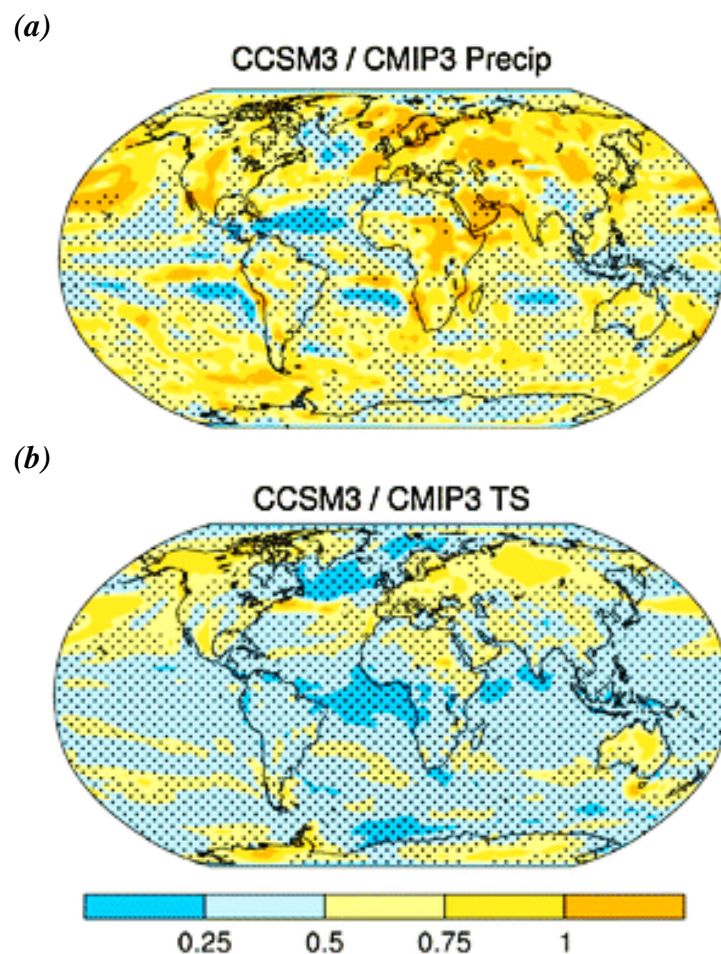 (a)
CCSM3 / CMIP3 Precip
(b)
CCSM3 / CMIP3 TS
0.25 0.5 0.75 1